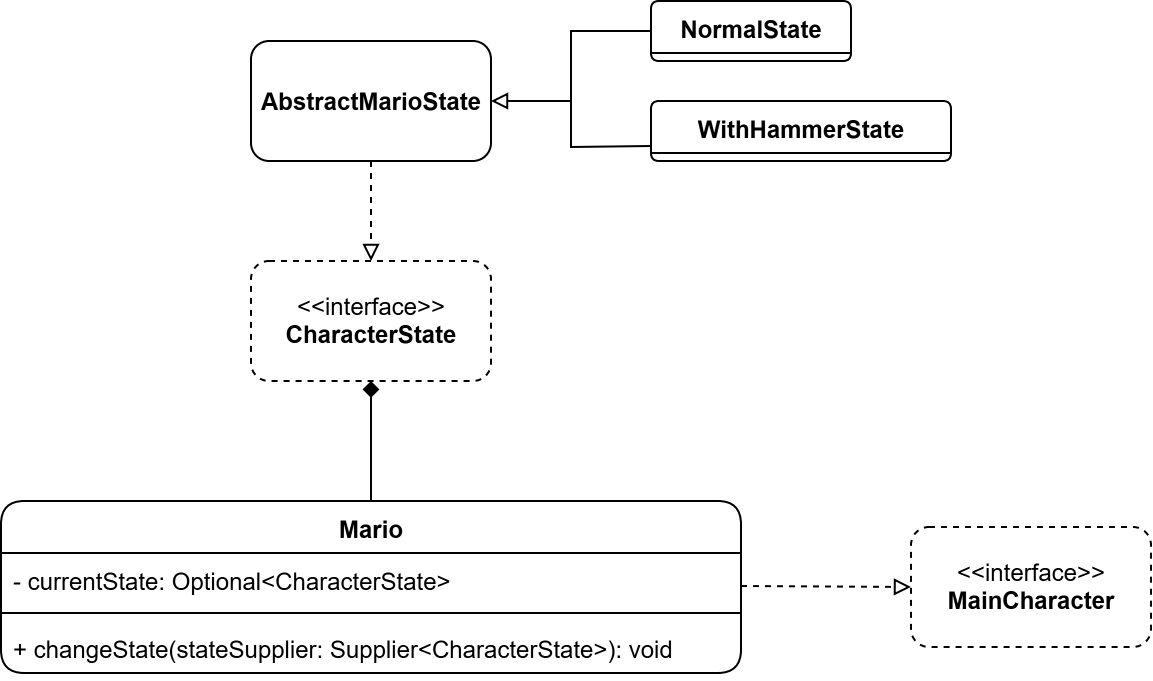 NormalState
AbstractMarioState
WithHammerState
<<interface>>
CharacterState
Mario
- currentState: Optional<CharacterState>
+ changeState(stateSupplier: Supplier<CharacterState>): void
<<interface>>
MainCharacter